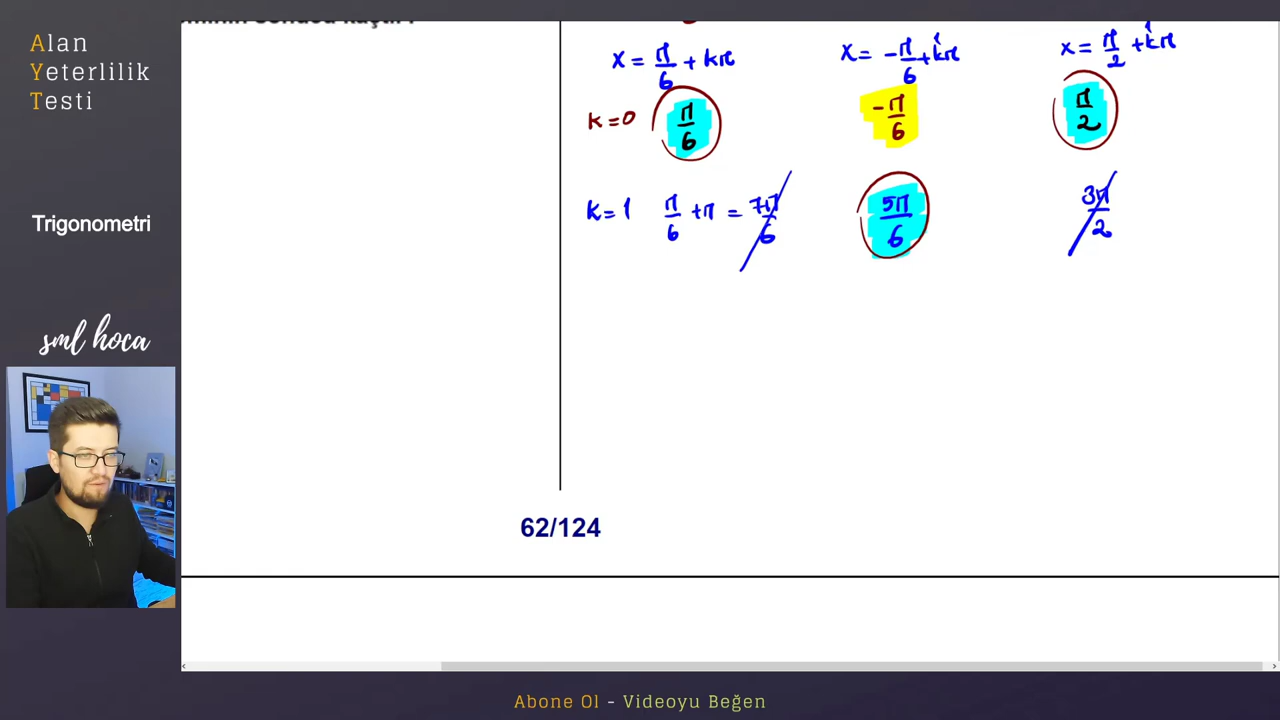 Alan
Yeterlilik
Testi
Trigonometri
sml hoca
x = π/6 + kπ
x = -π/6 + kπ
x = π/2 + kπ
k=0
π/6
-π/6
π/2
k=1
π/6 + π = 7π/6
5π/6
3π/2
62/124
Abone Ol - Videoyu Beğen